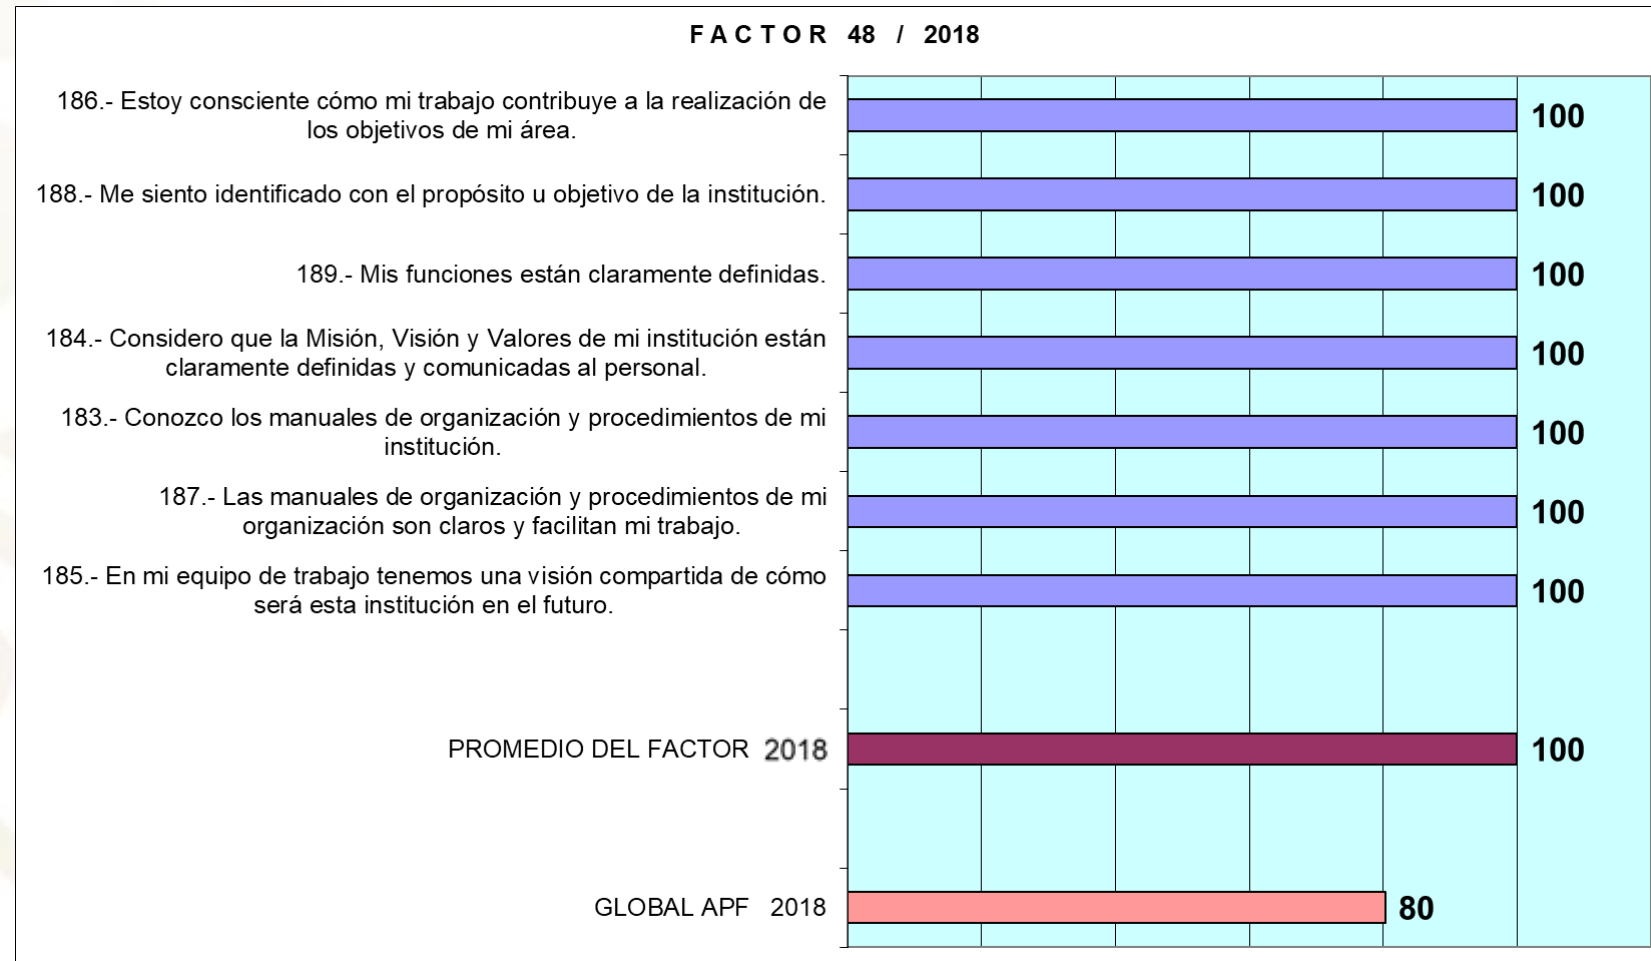 FACTOR 48 / 2018
186.- Estoy consciente cómo mi trabajo contribuye a la realización de
los objetivos de mi área.
100
188.- Me siento identificado con el propósito u objetivo de la institución.
100
189.- Mis funciones están claramente definidas.
100
184.- Considero que la Misión, Visión y Valores de mi institución están
claramente definidas y comunicadas al personal.
100
183.- Conozco los manuales de organización y procedimientos de mi
institución.
100
187.- Las manuales de organización y procedimientos de mi
organización son claros y facilitan mi trabajo.
100
185.- En mi equipo de trabajo tenemos una visión compartida de cómo
será esta institución en el futuro.
100
PROMEDIO DEL FACTOR 2018
100
GLOBAL APF 2018
80